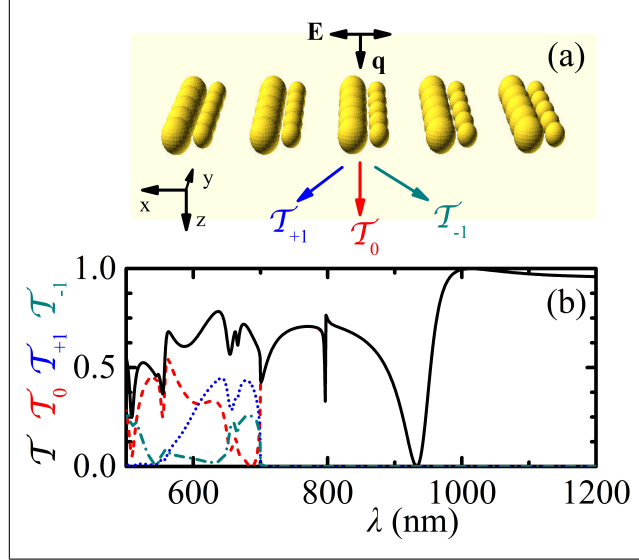 E (a)
q
y
x
z
𝒯+1 𝒯0 𝒯-1
𝒯 𝒯0 𝒯+1 𝒯-1
1.0 (b)
0.5
0.0
600 800 1000 1200
λ (nm)